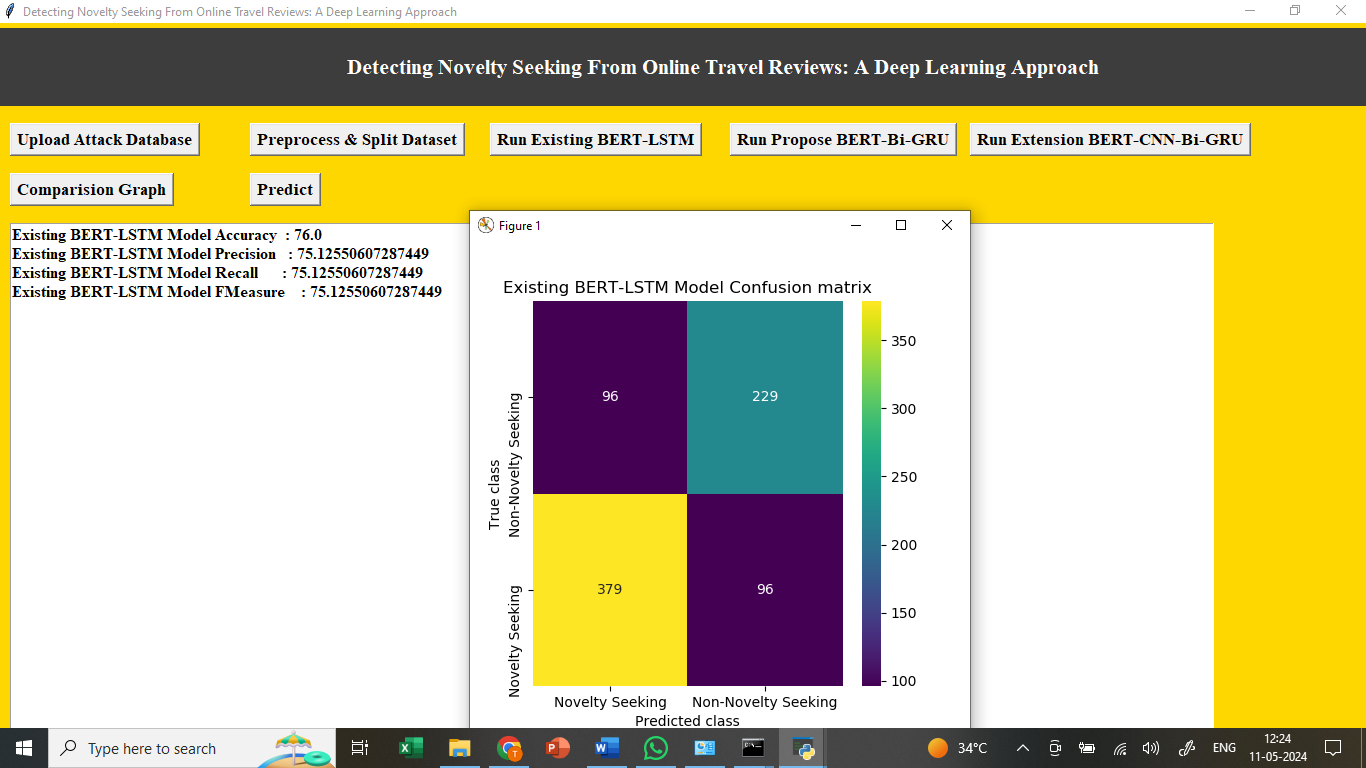 Detecting Novelty Seeking From Online Travel Reviews: A Deep Learning Approach
Detecting Novelty Seeking From Online Travel Reviews: A Deep Learning Approach
Upload Attack Database
Preprocess & Split Dataset
Run Existing BERT-LSTM
Run Propose BERT-Bi-GRU
Run Extension BERT-CNN-Bi-GRU
Comparision Graph
Predict
Existing BERT-LSTM Model Accuracy : 76.0
Existing BERT-LSTM Model Precision : 75.12550607287449
Existing BERT-LSTM Model Recall : 75.12550607287449
Existing BERT-LSTM Model FMeasure : 75.12550607287449
Figure 1
Existing BERT-LSTM Model Confusion matrix
True class
Non-Novelty Seeking
Novelty Seeking
96
229
379
96
Novelty Seeking
Non-Novelty Seeking
Predicted class
350
300
250
200
150
100
Type here to search
34°C
ENG
12:24
11-05-2024